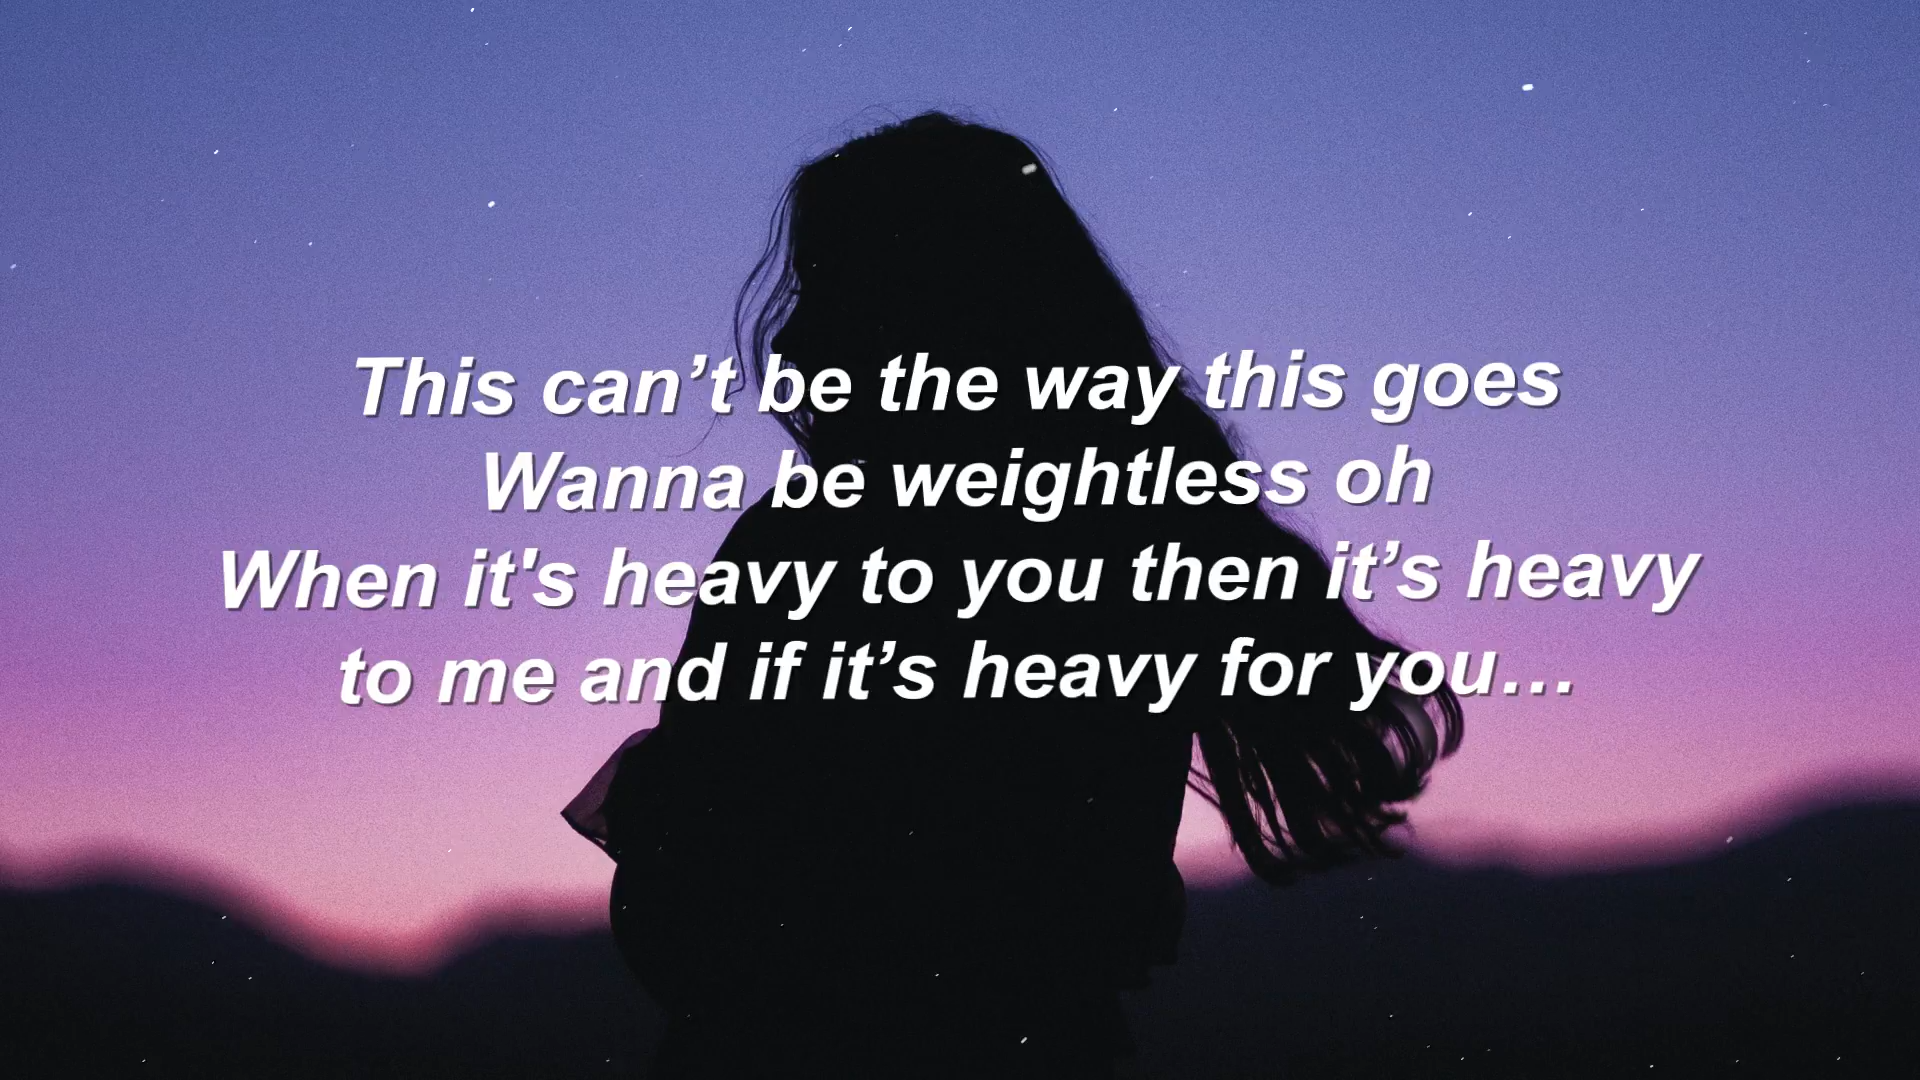 This can’t be the way this goes
Wanna be weightless oh
When it's heavy to you then it’s heavy
to me and if it’s heavy for you…